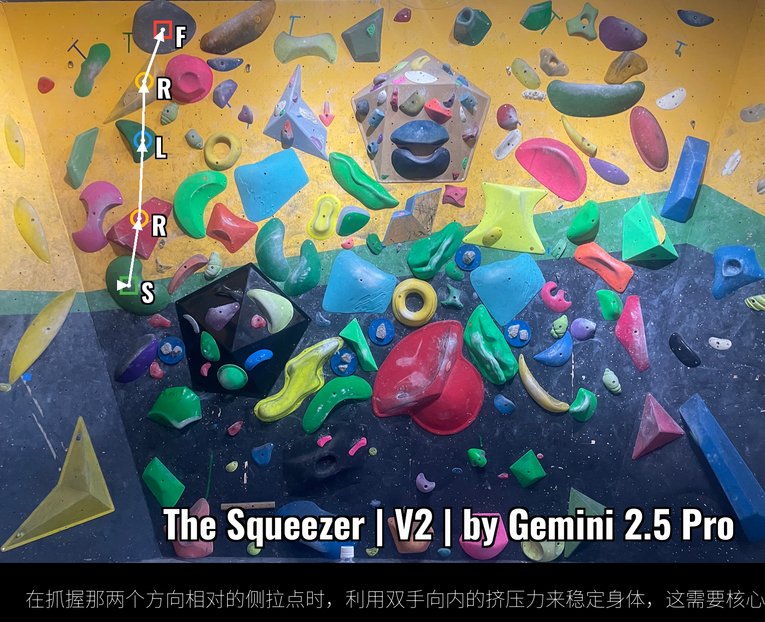 F
R
L
R
S
The Squeezer | V2 | by Gemini 2.5 Pro
在抓握那两个方向相对的侧拉点时，利用双手向内的挤压力来稳定身体，这需要核心